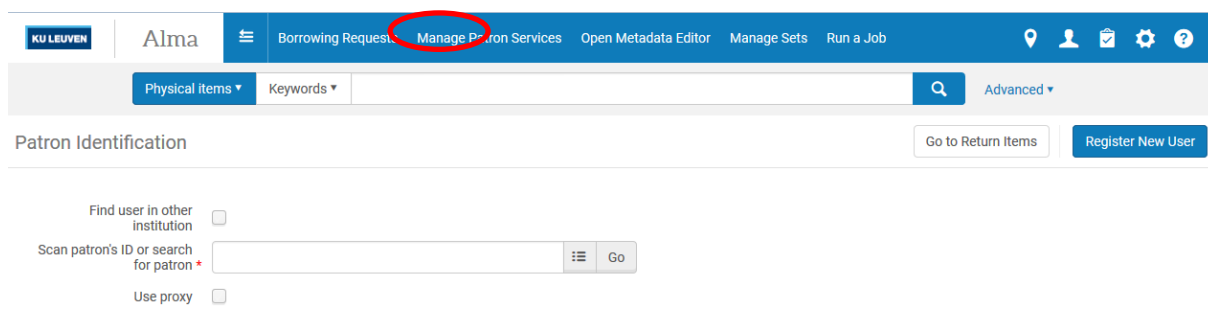 KU LEUVEN Alma Borrowing Requests Manage Patron Services Open Metadata Editor Manage Sets Run a Job
Physical items Keywords Advanced
Patron Identification Go to Return Items Register New User
Find user in other
institution
Scan patron's ID or search
for patron *
Go
Use proxy